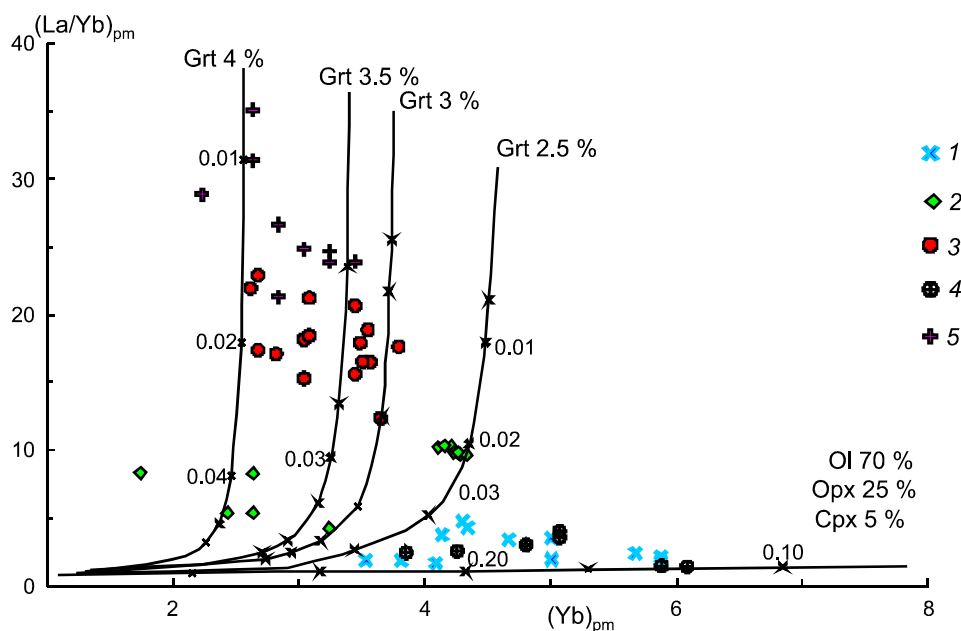 (La/Yb)pm
40
Grt 4 %
Grt 3.5 %
Grt 3 %
Grt 2.5 %
30
0.01
1
2
3
4
5
20
0.02
0.01
10
0.04
0.03
0.02
0.03
Ol 70 %
Opx 25 %
Cpx 5 %
0.20
0.10
0
2
4
(Yb)pm
6
8